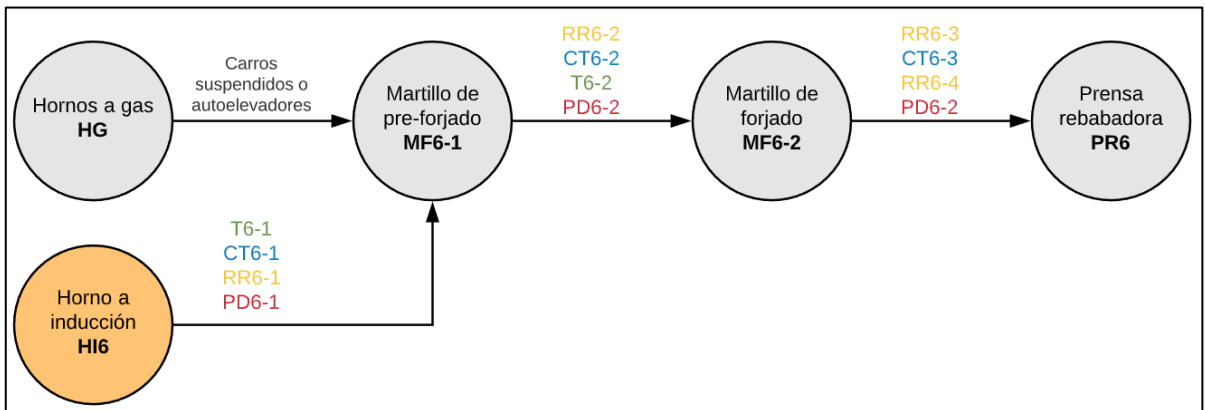 Hornos a gas
HG
Carros
suspendidos o
autoelevadores
Martillo de
pre-forjado
MF6-1
RR6-2
CT6-2
T6-2
PD6-2
Martillo de
forjado
MF6-2
RR6-3
CT6-3
RR6-4
PD6-2
Prensa
rebabadora
PR6
Horno a
inducción
HI6
T6-1
CT6-1
RR6-1
PD6-1